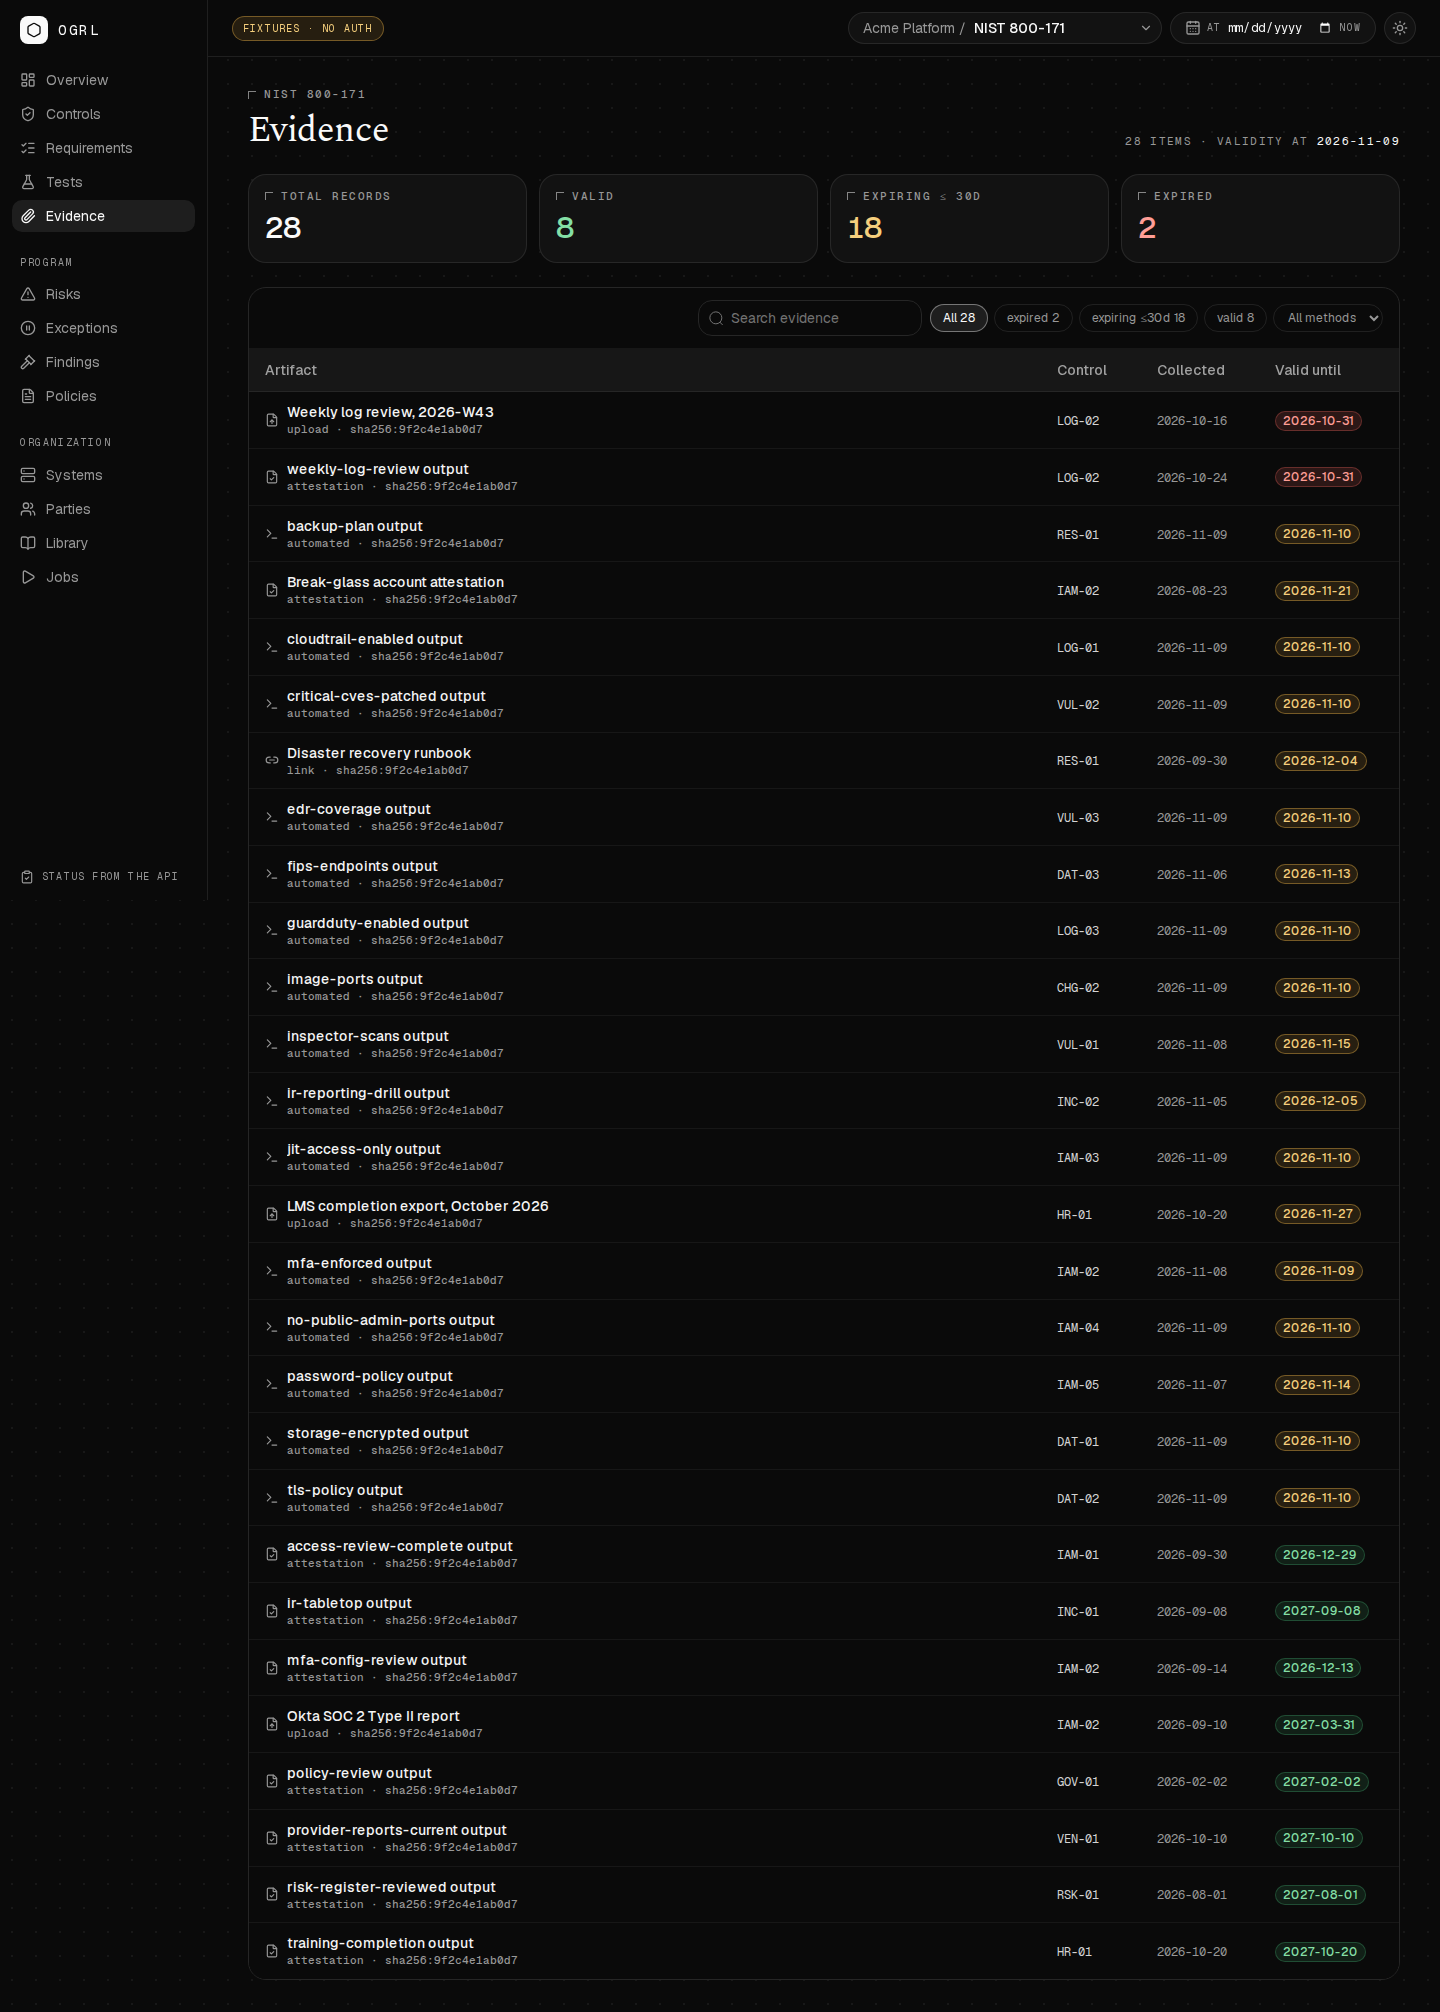 OGRL
FIXTURES · NO AUTH
Acme Platform / NIST 800-171
AT mm/dd/yyyy NOW
Overview
Controls
Requirements
Tests
Evidence
PROGRAM
Risks
Exceptions
Findings
Policies
ORGANIZATION
Systems
Parties
Library
Jobs
STATUS FROM THE API
NIST 800-171
Evidence
28 ITEMS · VALIDITY AT 2026-11-09
TOTAL RECORDS
28
VALID
8
EXPIRING ≤ 30D
18
EXPIRED
2
Search evidence
All 28 expired 2 expiring ≤30d 18 valid 8 All methods
Artifact Control Collected Valid until
Weekly log review, 2026-W43
upload · sha256:9f2c4e1ab0d7
LOG-02 2026-10-16 2026-10-31
weekly-log-review output
attestation · sha256:9f2c4e1ab0d7
LOG-02 2026-10-24 2026-10-31
backup-plan output
automated · sha256:9f2c4e1ab0d7
RES-01 2026-11-09 2026-11-10
Break-glass account attestation
attestation · sha256:9f2c4e1ab0d7
IAM-02 2026-08-23 2026-11-21
cloudtrail-enabled output
automated · sha256:9f2c4e1ab0d7
LOG-01 2026-11-09 2026-11-10
critical-cves-patched output
automated · sha256:9f2c4e1ab0d7
VUL-02 2026-11-09 2026-11-10
Disaster recovery runbook
link · sha256:9f2c4e1ab0d7
RES-01 2026-09-30 2026-12-04
edr-coverage output
automated · sha256:9f2c4e1ab0d7
VUL-03 2026-11-09 2026-11-10
fips-endpoints output
automated · sha256:9f2c4e1ab0d7
DAT-03 2026-11-06 2026-11-13
guardduty-enabled output
automated · sha256:9f2c4e1ab0d7
LOG-03 2026-11-09 2026-11-10
image-ports output
automated · sha256:9f2c4e1ab0d7
CHG-02 2026-11-09 2026-11-10
inspector-scans output
automated · sha256:9f2c4e1ab0d7
VUL-01 2026-11-08 2026-11-15
ir-reporting-drill output
automated · sha256:9f2c4e1ab0d7
INC-02 2026-11-05 2026-12-05
jit-access-only output
automated · sha256:9f2c4e1ab0d7
IAM-03 2026-11-09 2026-11-10
LMS completion export, October 2026
upload · sha256:9f2c4e1ab0d7
HR-01 2026-10-20 2026-11-27
mfa-enforced output
automated · sha256:9f2c4e1ab0d7
IAM-02 2026-11-08 2026-11-09
no-public-admin-ports output
automated · sha256:9f2c4e1ab0d7
IAM-04 2026-11-09 2026-11-10
password-policy output
automated · sha256:9f2c4e1ab0d7
IAM-05 2026-11-07 2026-11-14
storage-encrypted output
automated · sha256:9f2c4e1ab0d7
DAT-01 2026-11-09 2026-11-10
tls-policy output
automated · sha256:9f2c4e1ab0d7
DAT-02 2026-11-09 2026-11-10
access-review-complete output
attestation · sha256:9f2c4e1ab0d7
IAM-01 2026-09-30 2026-12-29
ir-tabletop output
attestation · sha256:9f2c4e1ab0d7
INC-01 2026-09-08 2027-09-08
mfa-config-review output
attestation · sha256:9f2c4e1ab0d7
IAM-02 2026-09-14 2026-12-13
Okta SOC 2 Type II report
upload · sha256:9f2c4e1ab0d7
IAM-02 2026-09-10 2027-03-31
policy-review output
attestation · sha256:9f2c4e1ab0d7
GOV-01 2026-02-02 2027-02-02
provider-reports-current output
attestation · sha256:9f2c4e1ab0d7
VEN-01 2026-10-10 2027-10-10
risk-register-reviewed output
attestation · sha256:9f2c4e1ab0d7
RSK-01 2026-08-01 2027-08-01
training-completion output
attestation · sha256:9f2c4e1ab0d7
HR-01 2026-10-20 2027-10-20